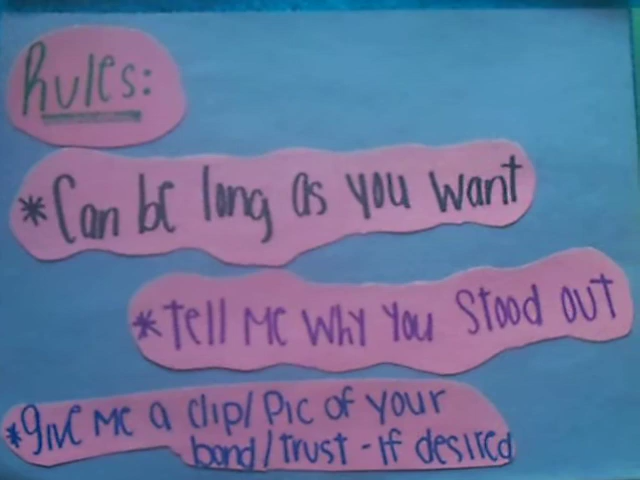 Rules:
*Can be long as you want
*tell me why you stood out
*give me a clip/pic of your
bond/trust - if desired